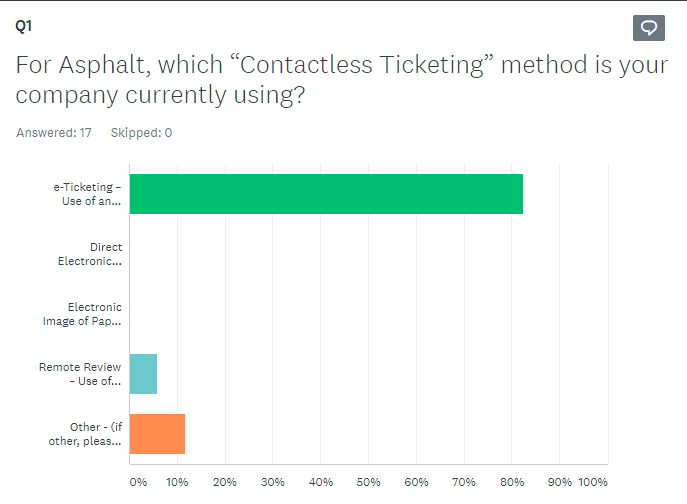 Q1
For Asphalt, which “Contactless Ticketing” method is your
company currently using?
Answered: 17 Skipped: 0
e-Ticketing –
Use of an...
Direct
Electronic...
Electronic
Image of Pap...
Remote Review
– Use of...
Other - (if
other, pleas...
0% 10% 20% 30% 40% 50% 60% 70% 80% 90% 100%